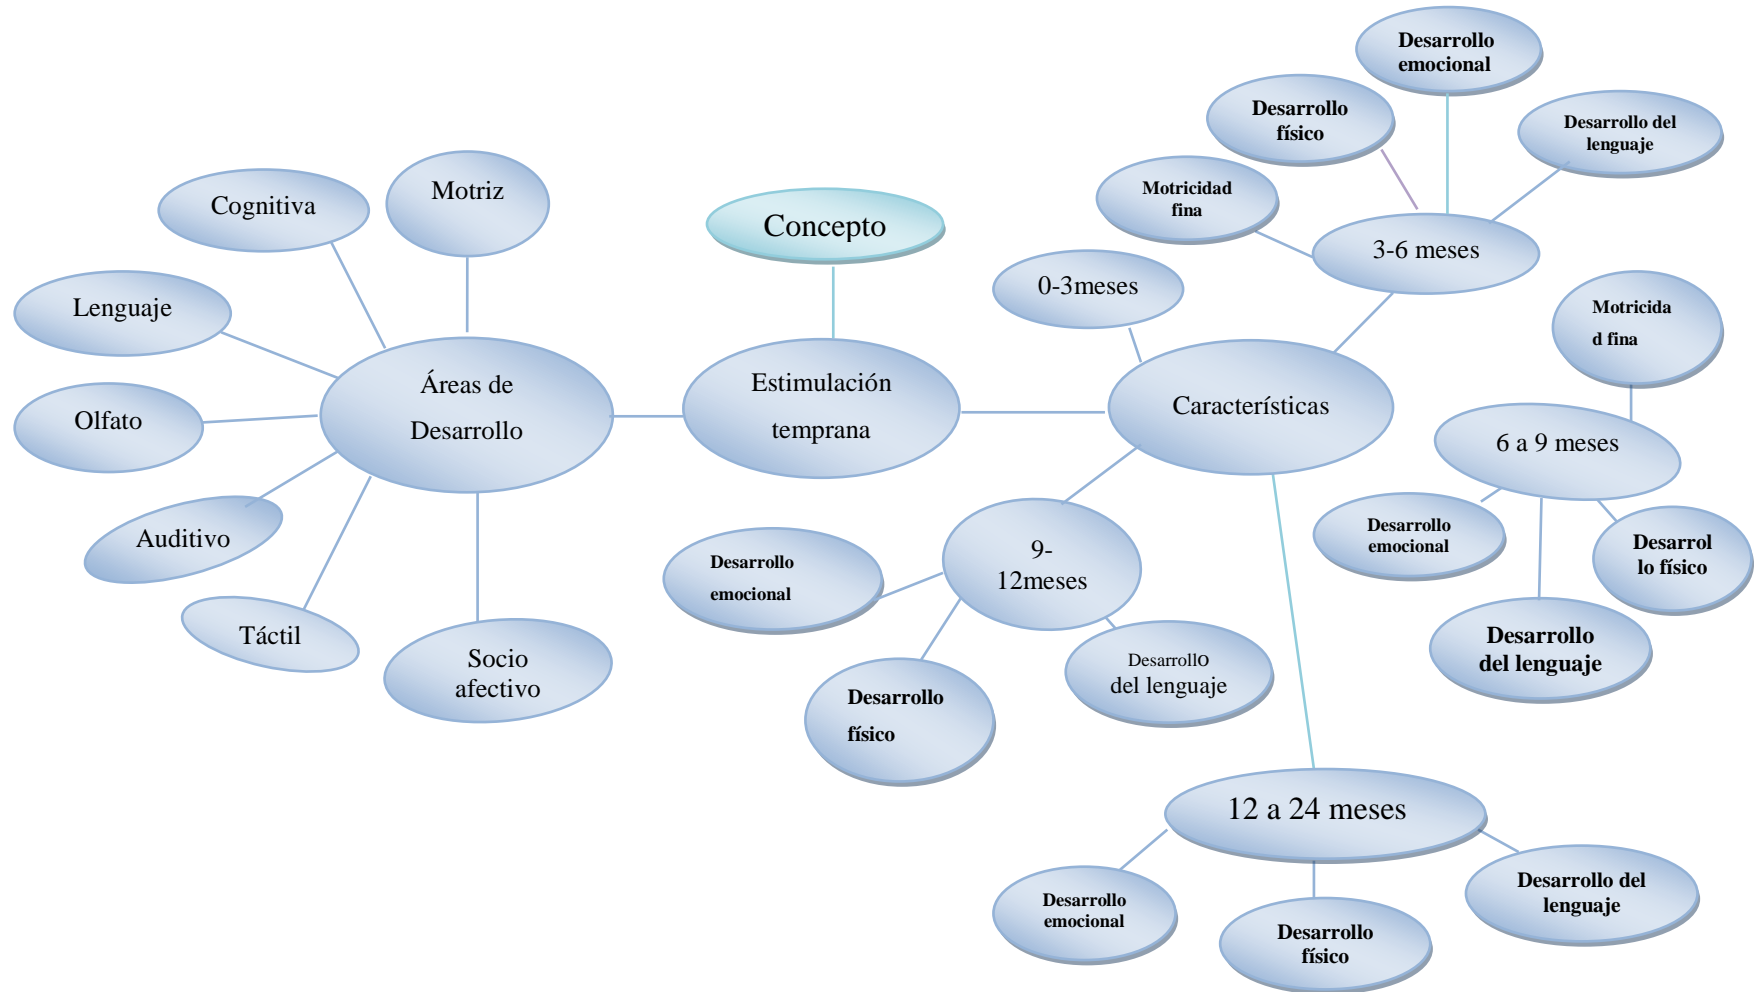 Desarrollo
emocional
Desarrollo
físico
Desarrollo del
lenguaje
Motricidad
fina
3-6 meses
Cognitiva
Motriz
Concepto
0-3meses
Lenguaje
Olfato
Áreas de
Desarrollo
Estimulación
temprana
Características
Motricida
d fina
6 a 9 meses
Auditivo
Táctil
Socio
afectivo
Desarrollo
emocional
9-
12meses
Desarrollo
físico
DesarrollO
del lenguaje
Desarrollo
emocional
Desarrol
lo físico
Desarrollo
del lenguaje
12 a 24 meses
Desarrollo
emocional
Desarrollo
físico
Desarrollo del
lenguaje